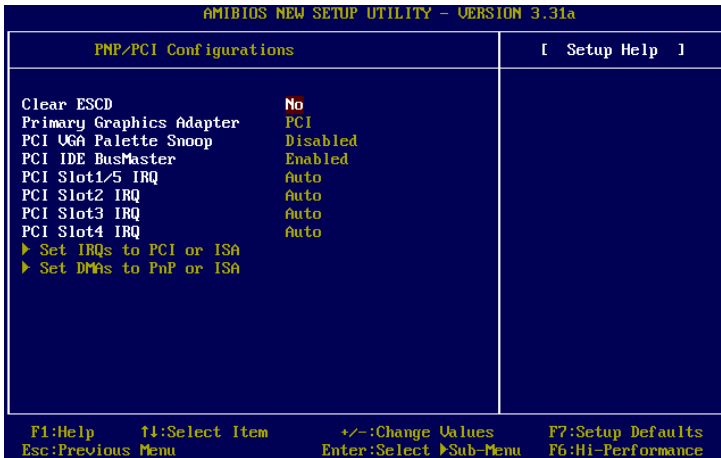 AMIBIOS NEW SETUP UTILITY - VERSION 3.31a
PNP/PCI Configurations
[ Setup Help ]
Clear ESCD No
Primary Graphics Adapter PCI
PCI VGA Palette Snoop Disabled
PCI IDE BusMaster Enabled
PCI Slot1/5 IRQ Auto
PCI Slot2 IRQ Auto
PCI Slot3 IRQ Auto
PCI Slot4 IRQ Auto
▶ Set IRQs to PCI or ISA
▶ Set DMAs to PnP or ISA
F1:Help ↑↓:Select Item +/-:Change Values F7:Setup Defaults
Esc:Previous Menu Enter:Select ▶Sub-Menu F6:Hi-Performance